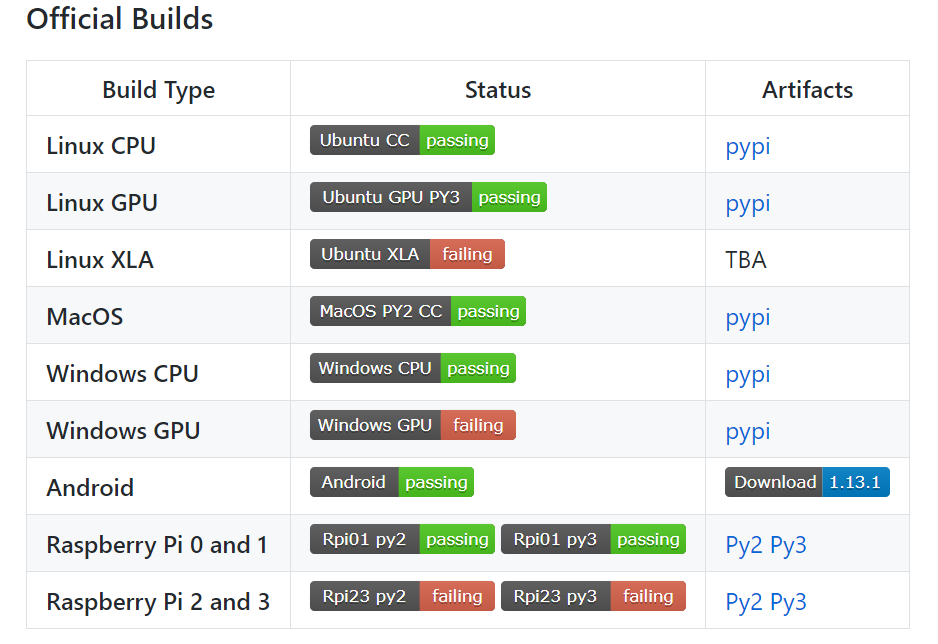 Official Builds
Build Type Status Artifacts
Linux CPU Ubuntu CC passing pypi
Linux GPU Ubuntu GPU PY3 passing pypi
Linux XLA Ubuntu XLA failing TBA
MacOS MacOS PY2 CC passing pypi
Windows CPU Windows CPU passing pypi
Windows GPU Windows GPU failing pypi
Android Android passing Download 1.13.1
Raspberry Pi 0 and 1 Rpi01 py2 passing Rpi01 py3 passing Py2 Py3
Raspberry Pi 2 and 3 Rpi23 py2 failing Rpi23 py3 failing Py2 Py3